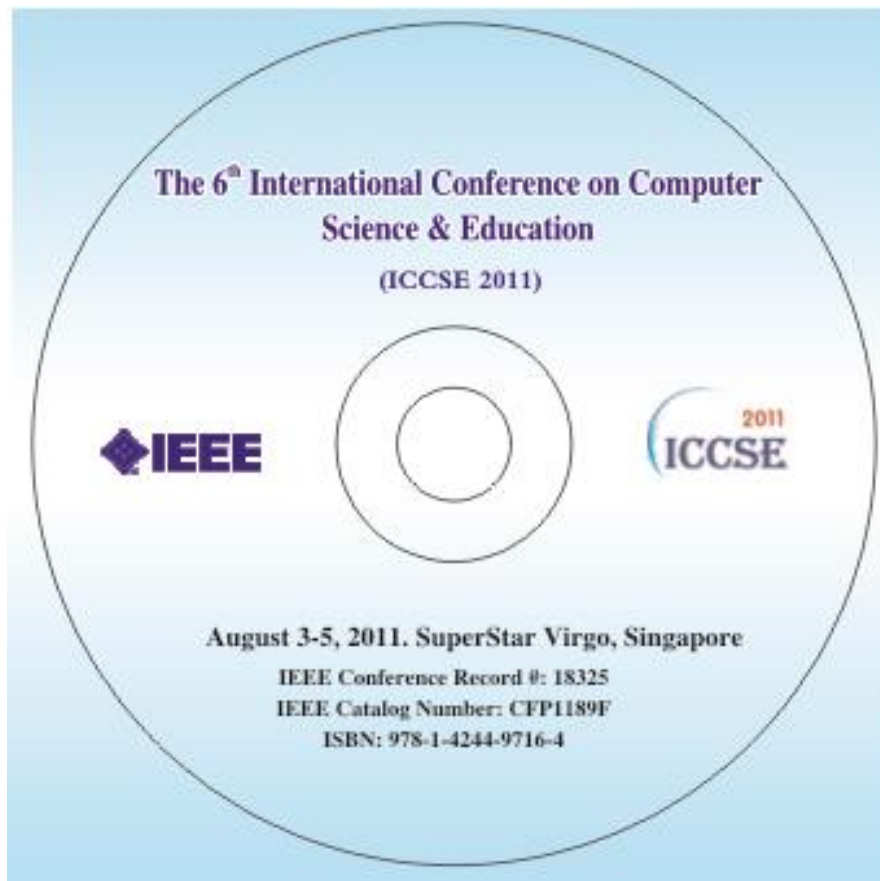 The 6th International Conference on Computer
Science & Education
(ICCSE 2011)
IEEE
2011
ICCSE
August 3-5, 2011. SuperStar Virgo, Singapore
IEEE Conference Record #: 18325
IEEE Catalog Number: CFP1189F
ISBN: 978-1-4244-9716-4